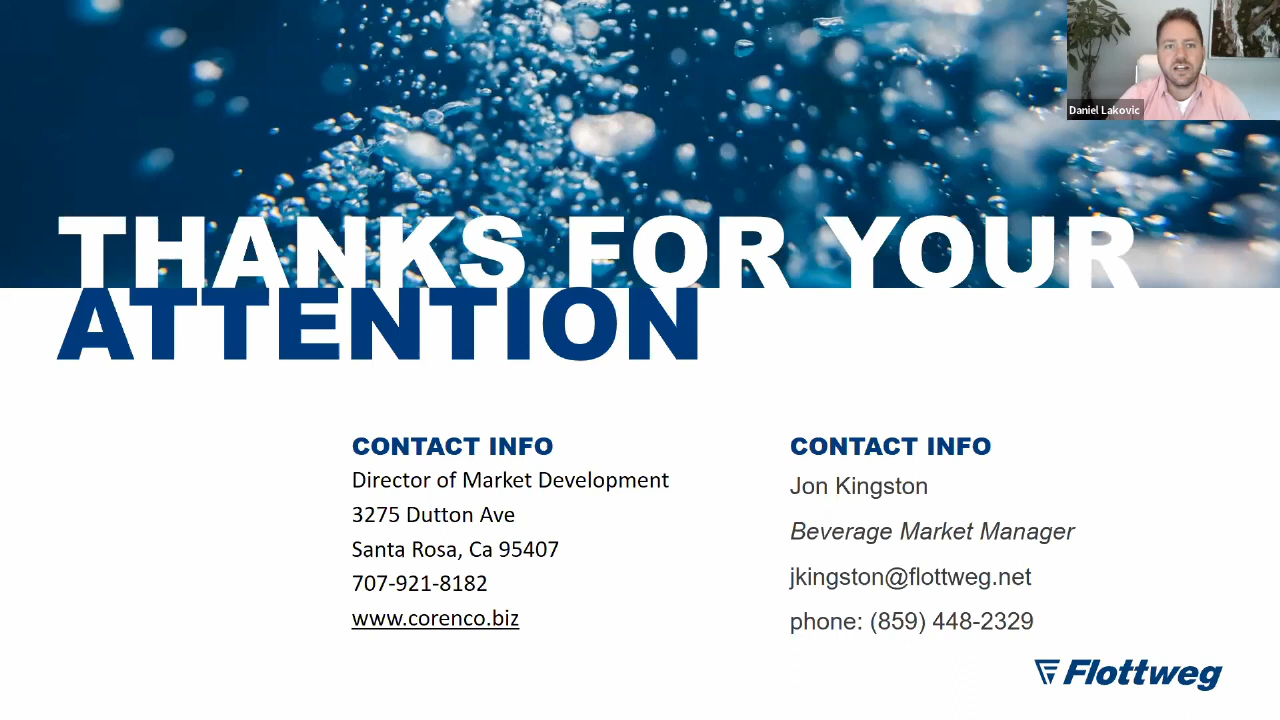 Daniel Lakovic
THANKS FOR YOUR
ATTENTION
CONTACT INFO
Director of Market Development
3275 Dutton Ave
Santa Rosa, Ca 95407
707-921-8182
www.corenco.biz
CONTACT INFO
Jon Kingston
Beverage Market Manager
jkingston@flottweg.net
phone: (859) 448-2329
Flottweg